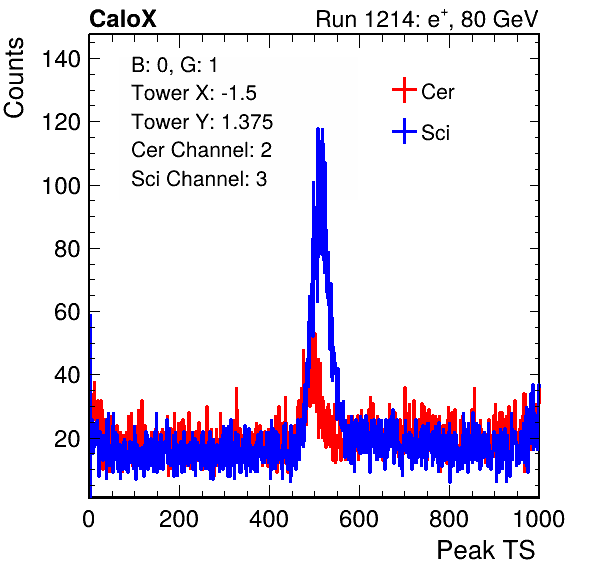 CaloX
Run 1214: e+, 80 GeV
Counts
B: 0, G: 1
Tower X: -1.5
Tower Y: 1.375
Cer Channel: 2
Sci Channel: 3
Cer
Sci
140
120
100
80
60
40
20
0 200 400 600 800 1000
Peak TS